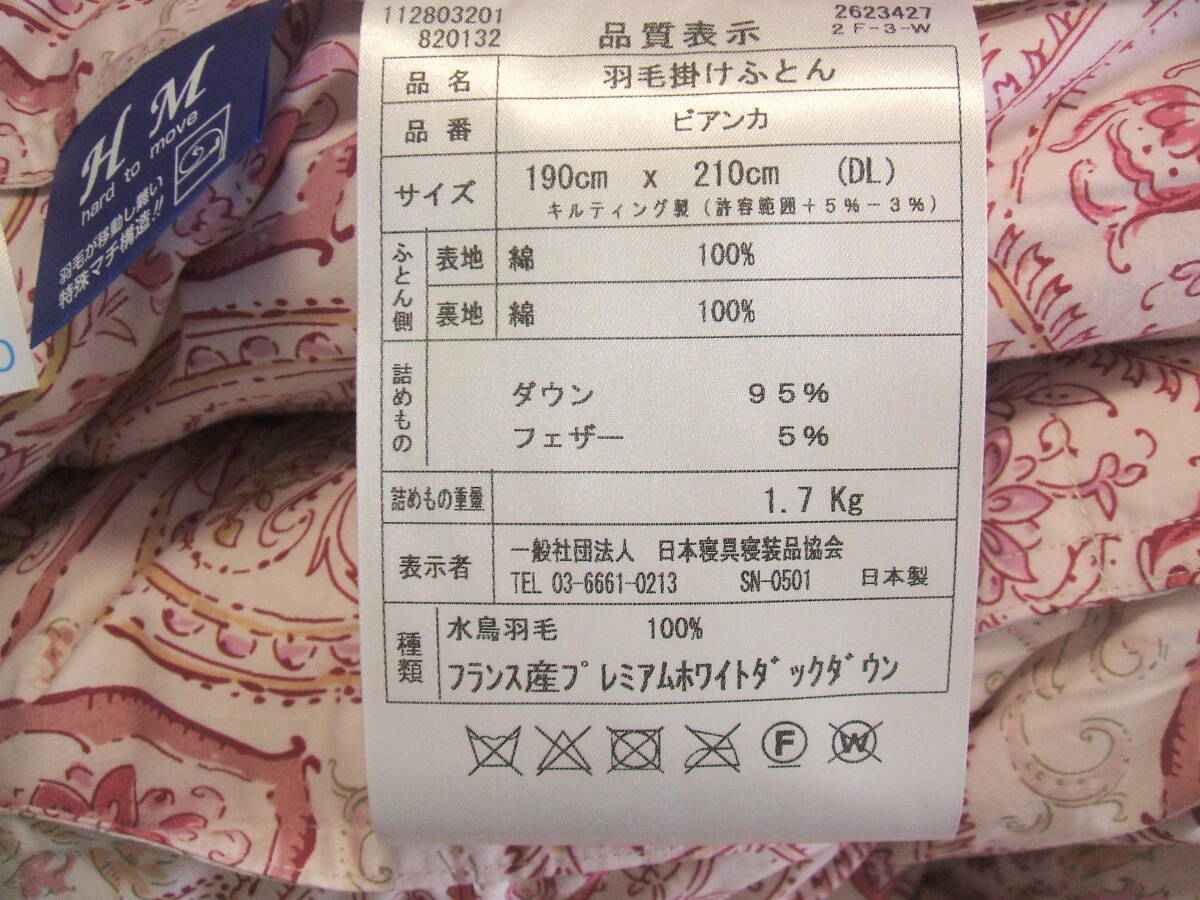 112803201
820132
品質表示
2623427
2F-3-W
品名 羽毛掛けふとん
品番 ビアンカ
サイズ 190cm x 210cm (DL)
キルティング製(許容範囲+5%-3%)
ふとん側 表地 綿 100%
裏地 綿 100%
詰めもの ダウン 95%
フェザー 5%
詰めもの重量 1.7 Kg
表示者 一般社団法人 日本寝具寝装品協会
TEL 03-6661-0213 SN-0501 日本製
種類 水鳥羽毛 100%
フランス産プレミアムホワイトダックダウン
F W
H M
hard to move
羽毛が移動し難い
特殊マチ構造!!